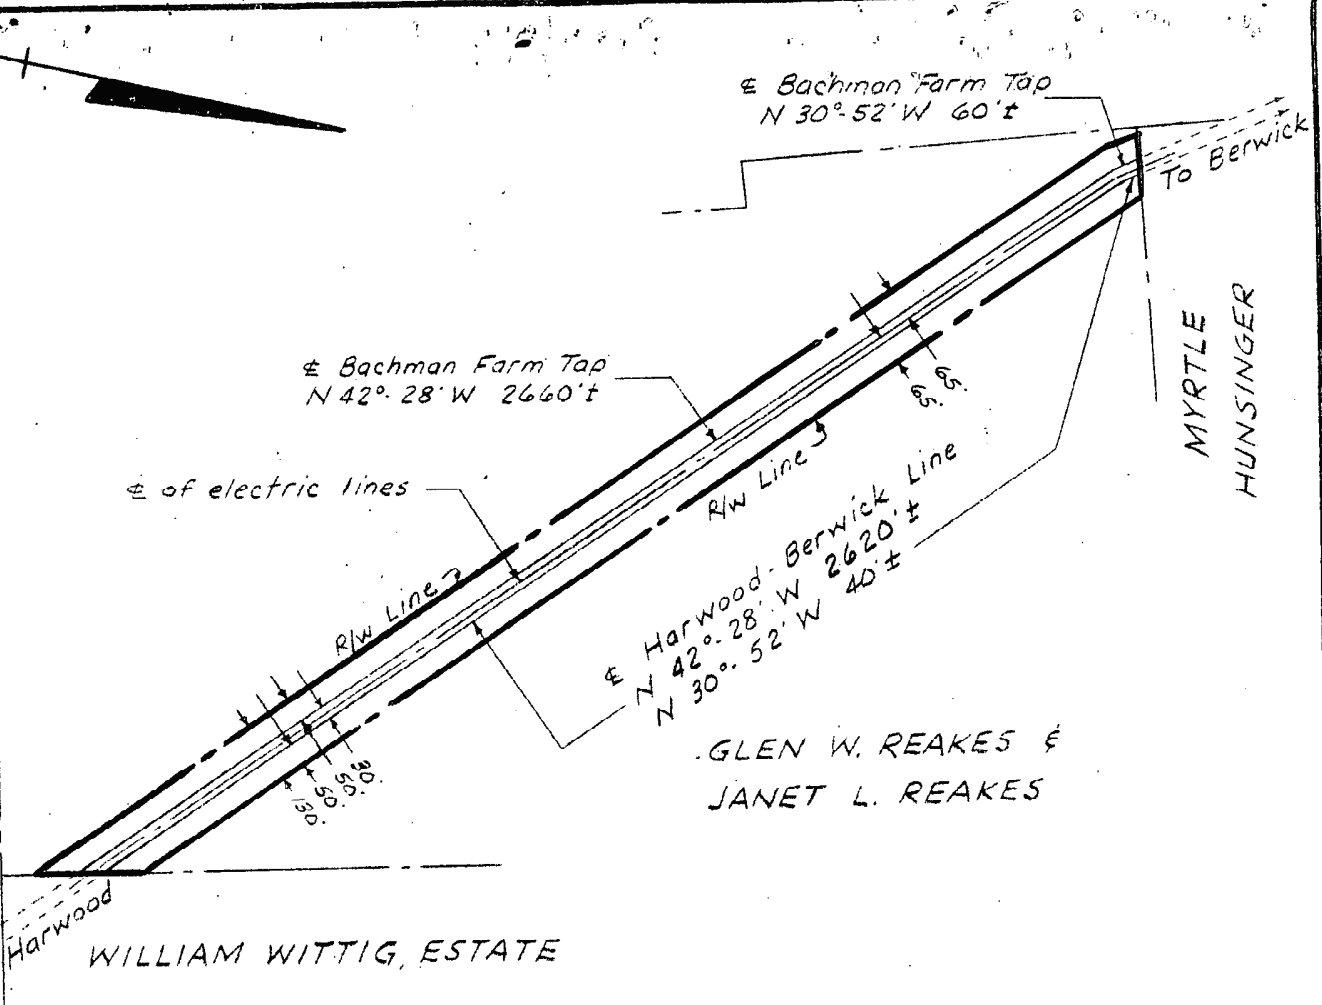 ℄ Bachman Farm Tap
N 30°-52' W 60'±
To Berwick
MYRTLE
HUNSINGER
65'
65'
℄ Bachman Farm Tap
N 42°-28' W 2660'±
R/W Line
℄ of electric lines
℄ Harwood-Berwick Line
N 42°-28' W 2620'±
N 30°-52' W 40'±
R/W Line
GLEN W. REAKES &
JANET L. REAKES
30'
50'
50'
130'
Harwood
WILLIAM WITTIG, ESTATE